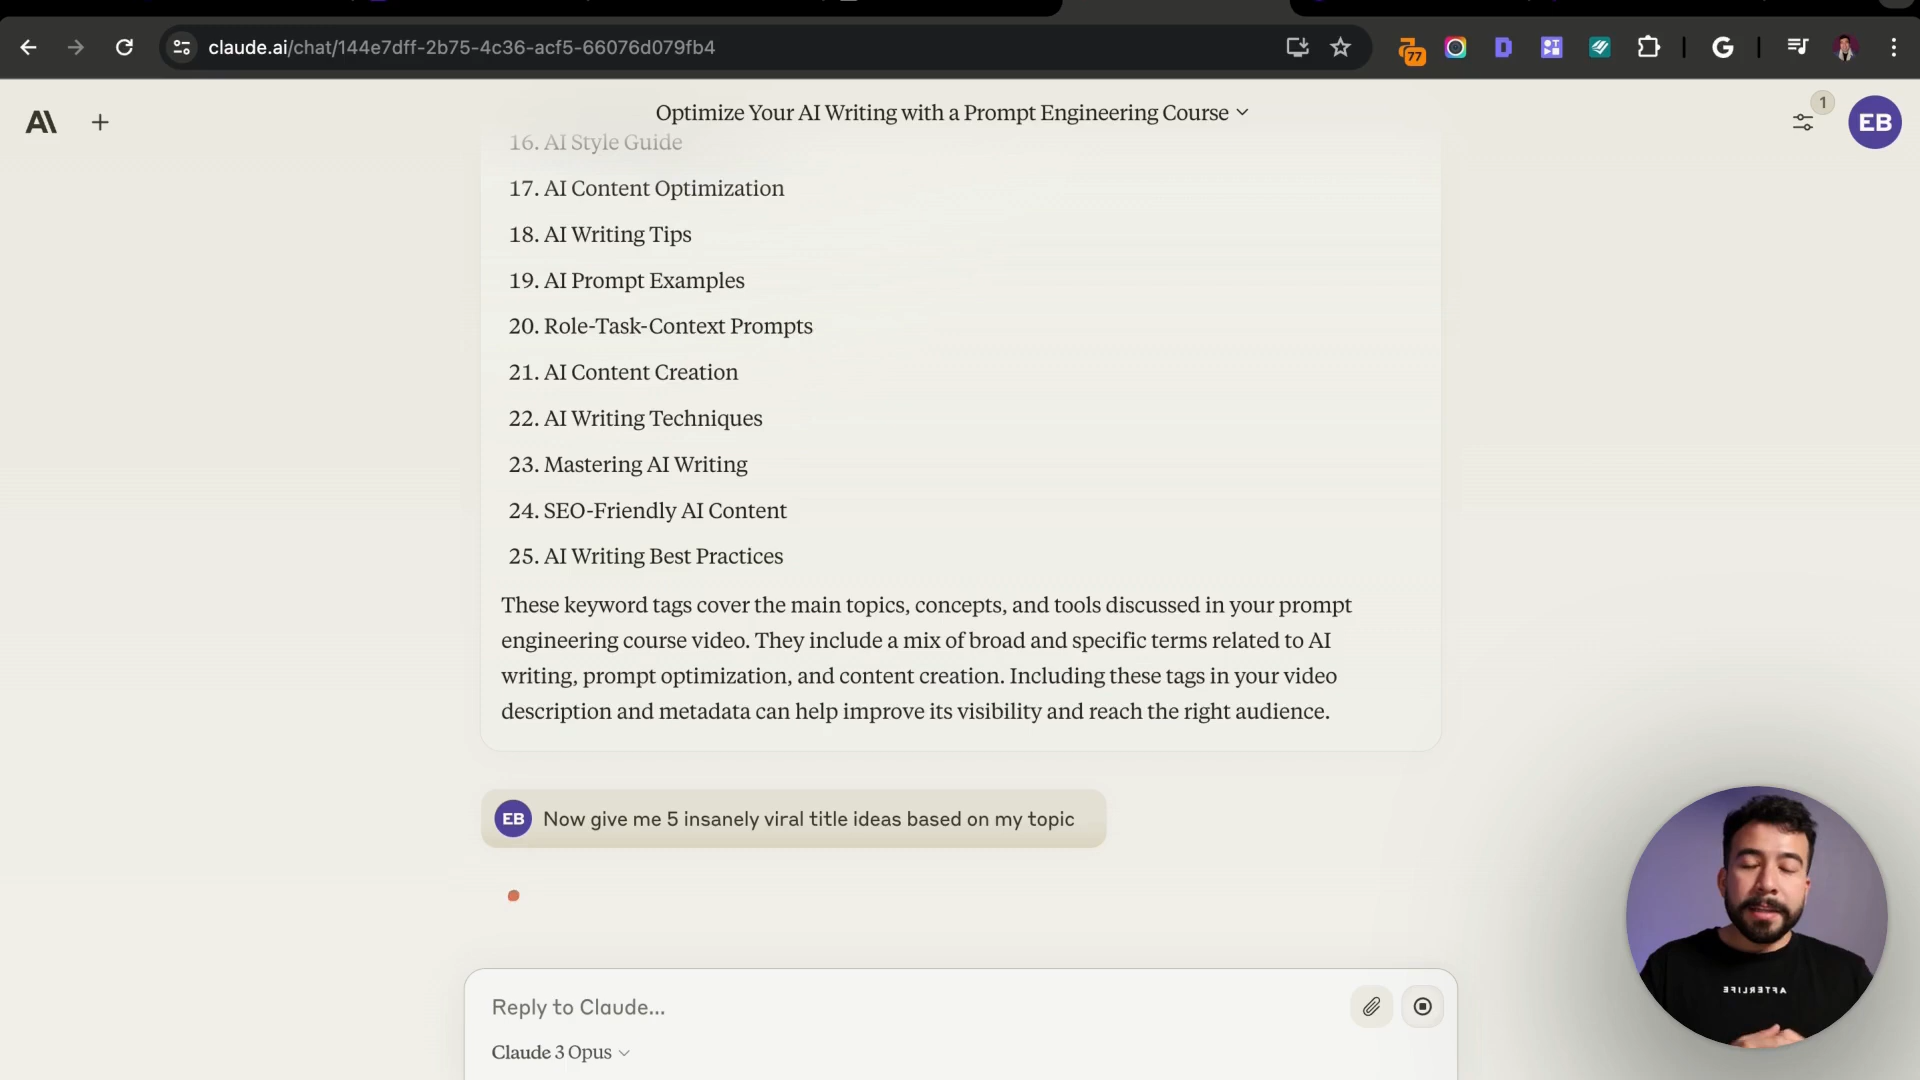 claude.ai/chat/144e7dff-2b75-4c36-acf5-66076d079fb4
77
Optimize Your AI Writing with a Prompt Engineering Course
1
EB
16. AI Style Guide
17. AI Content Optimization
18. AI Writing Tips
19. AI Prompt Examples
20. Role-Task-Context Prompts
21. AI Content Creation
22. AI Writing Techniques
23. Mastering AI Writing
24. SEO-Friendly AI Content
25. AI Writing Best Practices
These keyword tags cover the main topics, concepts, and tools discussed in your prompt
engineering course video. They include a mix of broad and specific terms related to AI
writing, prompt optimization, and content creation. Including these tags in your video
description and metadata can help improve its visibility and reach the right audience.
EB Now give me 5 insanely viral title ideas based on my topic
AFTERLIFE
Reply to Claude...
Claude 3 Opus